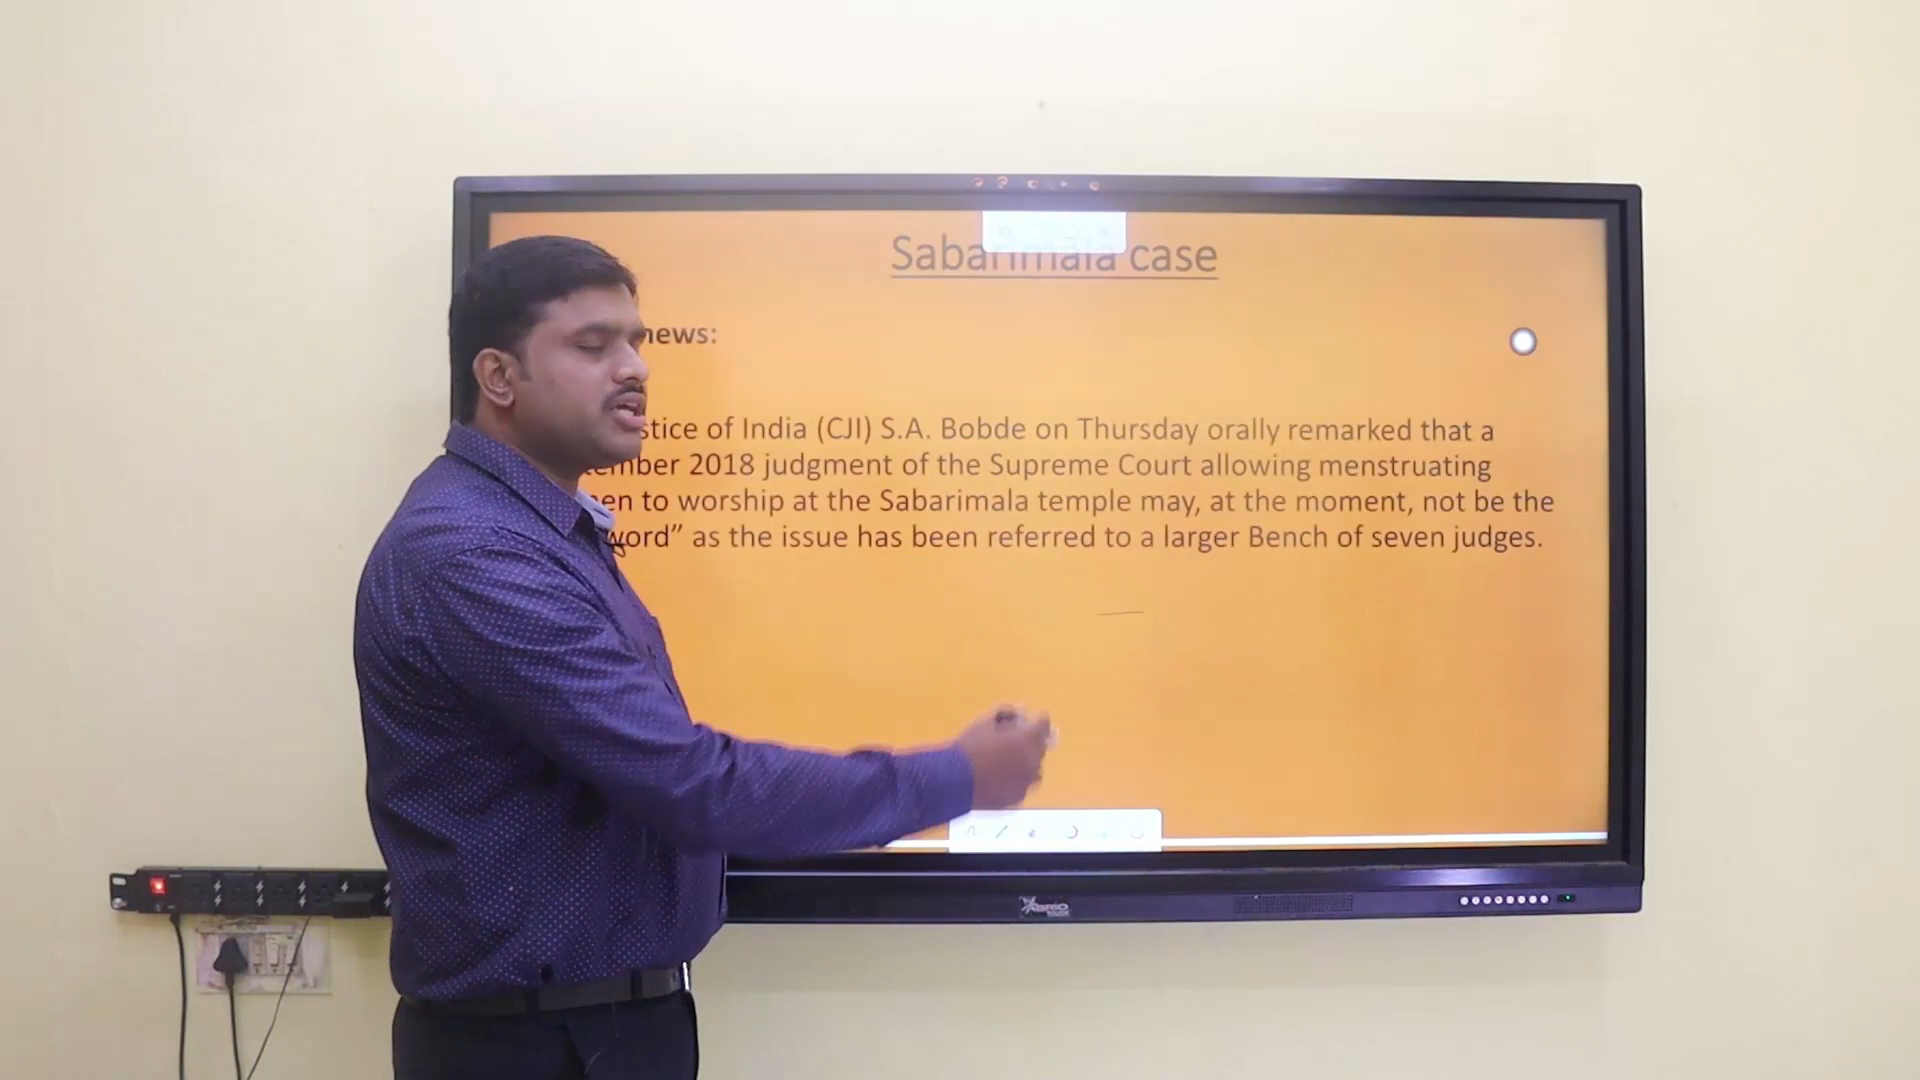 Sabarimala case
news:
stice of India (CJI) S.A. Bobde on Thursday orally remarked that a
ember 2018 judgment of the Supreme Court allowing menstruating
en to worship at the Sabarimala temple may, at the moment, not be the
word” as the issue has been referred to a larger Bench of seven judges.